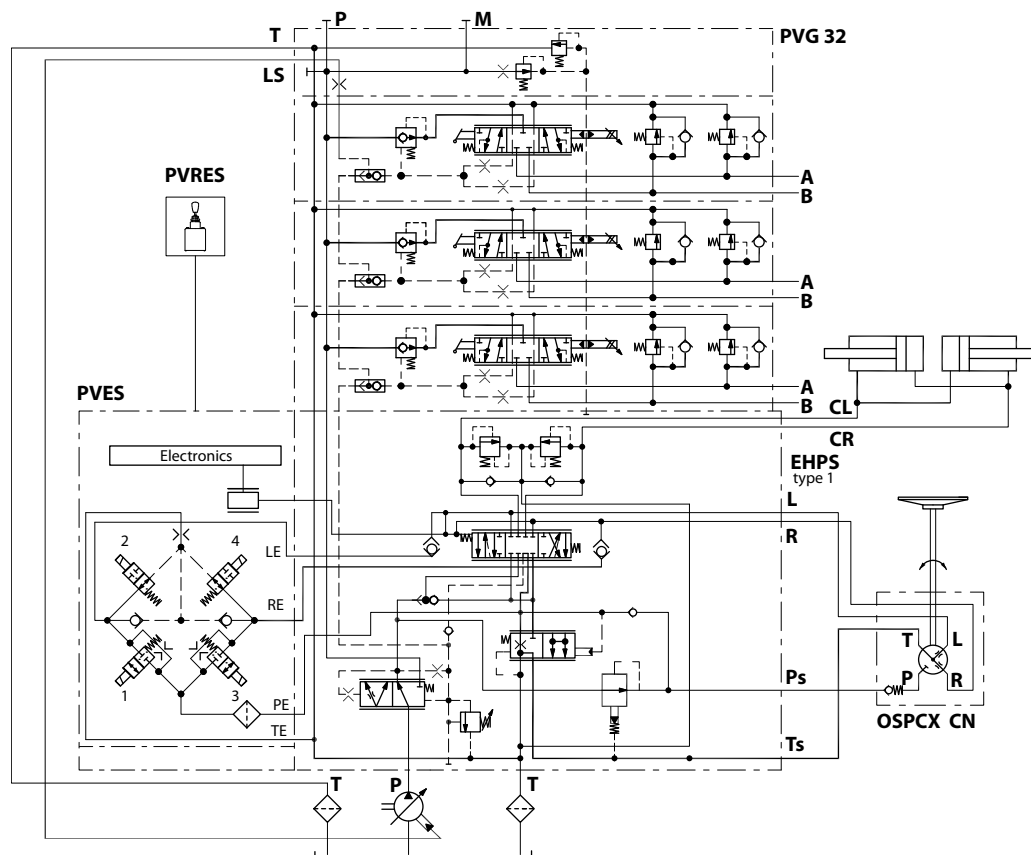 P
M
T
PVG 32
LS
A
B
PVRES
A
B
A
B
PVES
CL
CR
Electronics
EHPS
type 1
L
R
2
4
LE
RE
T
L
1
3
PE
Ps
P
R
TE
OSPCX CN
Ts
T
P
T